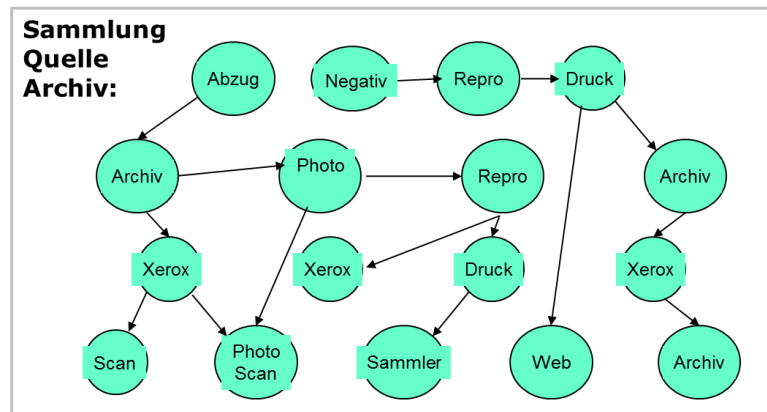 Sammlung
Quelle
Archiv:
Abzug
Negativ
Repro
Druck
Archiv
Photo
Repro
Archiv
Xerox
Xerox
Druck
Xerox
Scan
Photo
Scan
Sammler
Web
Archiv